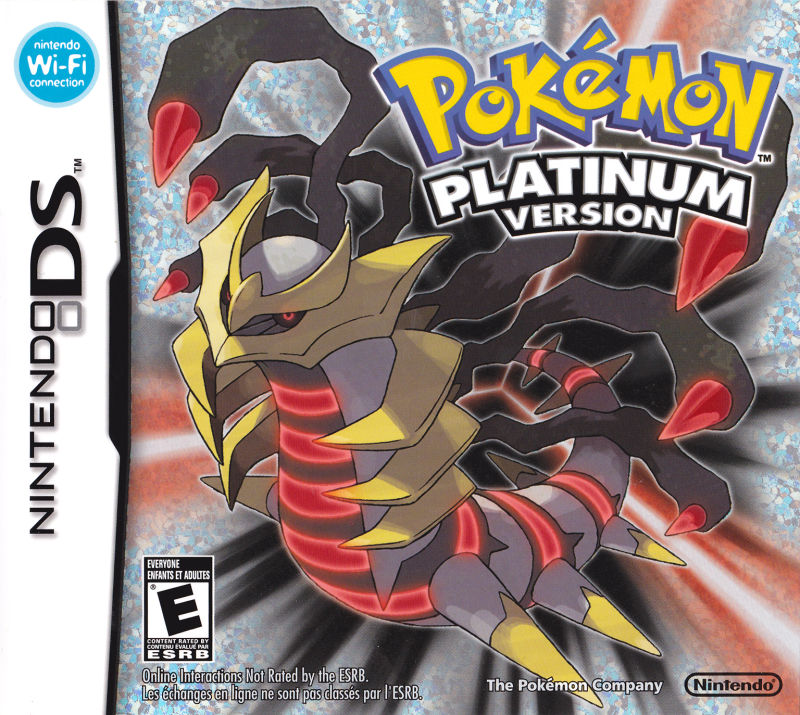 nintendo
Wi-Fi
connection
NINTENDO DS™
POKéMON™
PLATINUM
VERSION
EVERYONE
ENFANTS ET ADULTES
E®
CONTENT RATED BY
CONTENU ÉVALUÉ PAR
ESRB
Online Interactions Not Rated by the ESRB.
Les échanges en ligne ne sont pas classés par l'ESRB.
The Pokémon Company
Nintendo®